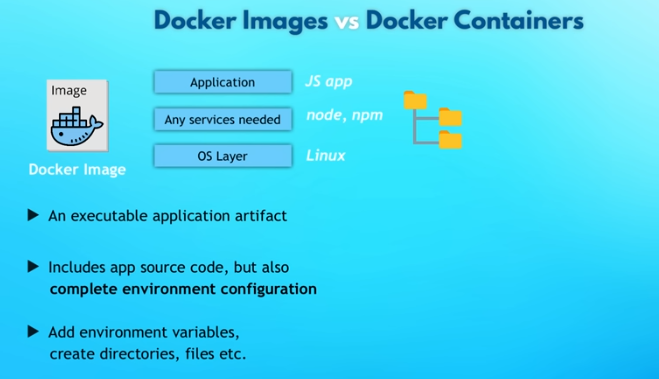 Docker Images vs Docker Containers
Image
Docker Image
Application
JS app
Any services needed
node, npm
OS Layer
Linux
▶ An executable application artifact
▶ Includes app source code, but also
complete environment configuration
▶ Add environment variables,
create directories, files etc.